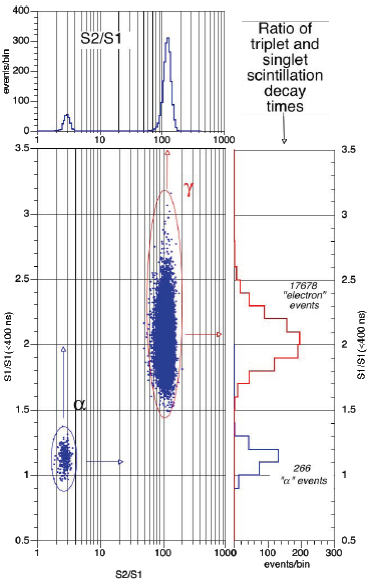 400
300
200
100
0
events/bin
S2/S1
1 10 100 1000
Ratio of
triplet and
singlet
scintillation
decay
times
3.5
3
2.5
2
1.5
1
0.5
S1/S1(<400 ns)
γ
α
1 10 100 1000
S2/S1
17678
"electron"
events
266
"α" events
3.5
3
2.5
2
1.5
1
0.5
S1/S1(<400 ns)
0 100 200 300
events/bin